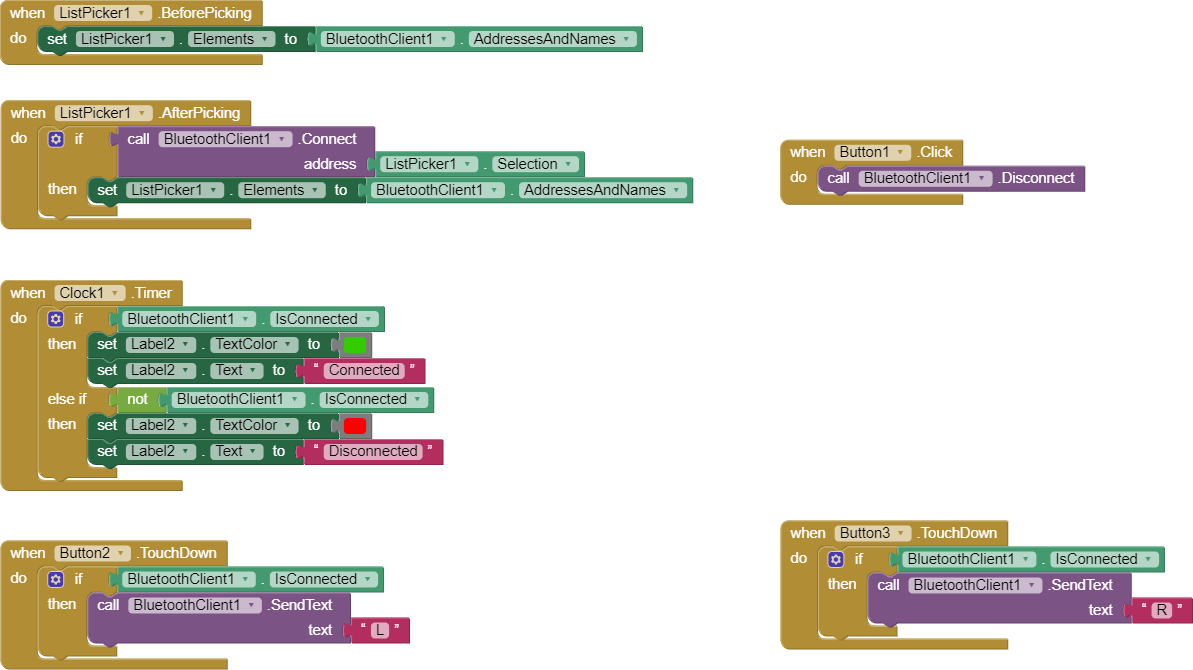 when ListPicker1 .BeforePicking
do set ListPicker1 . Elements to BluetoothClient1 . AddressesAndNames
when ListPicker1 .AfterPicking
do if call BluetoothClient1 .Connect
address ListPicker1 . Selection
then set ListPicker1 . Elements to BluetoothClient1 . AddressesAndNames
when Button1 .Click
do call BluetoothClient1 .Disconnect
when Clock1 .Timer
do if BluetoothClient1 . IsConnected
then set Label2 . TextColor to
set Label2 . Text to “ Connected ”
else if not BluetoothClient1 . IsConnected
then set Label2 . TextColor to
set Label2 . Text to “ Disconnected ”
when Button2 .TouchDown
do if BluetoothClient1 . IsConnected
then call BluetoothClient1 .SendText
text “ L ”
when Button3 .TouchDown
do if BluetoothClient1 . IsConnected
then call BluetoothClient1 .SendText
text “ R ”